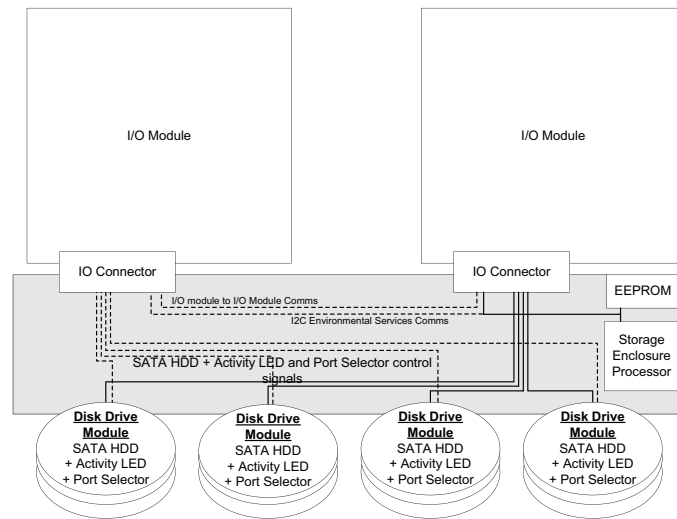 I/O Module
I/O Module
IO Connector
IO Connector
EEPROM
I/O module to I/O Module Comms
I2C Environmental Services Comms
Storage
Enclosure
Processor
SATA HDD + Activity LED and Port Selector control
signals
Disk Drive
Module
SATA HDD
+ Activity LED
+ Port Selector
Disk Drive
Module
SATA HDD
+ Activity LED
+ Port Selector
Disk Drive
Module
SATA HDD
+ Activity LED
+ Port Selector
Disk Drive
Module
SATA HDD
+ Activity LED
+ Port Selector